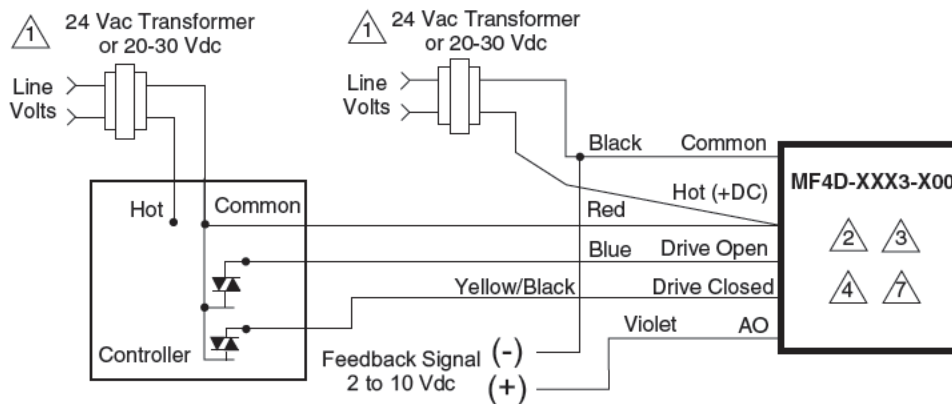 1
24 Vac Transformer
or 20-30 Vdc
Line
Volts
1
24 Vac Transformer
or 20-30 Vdc
Line
Volts
Hot
Common
Controller
Black
Common
Hot (+DC)
Red
Blue
Drive Open
Yellow/Black
Drive Closed
Violet
AO
Feedback Signal
2 to 10 Vdc
(-)
(+)
MF4D-XXX3-X00
2
3
4
7